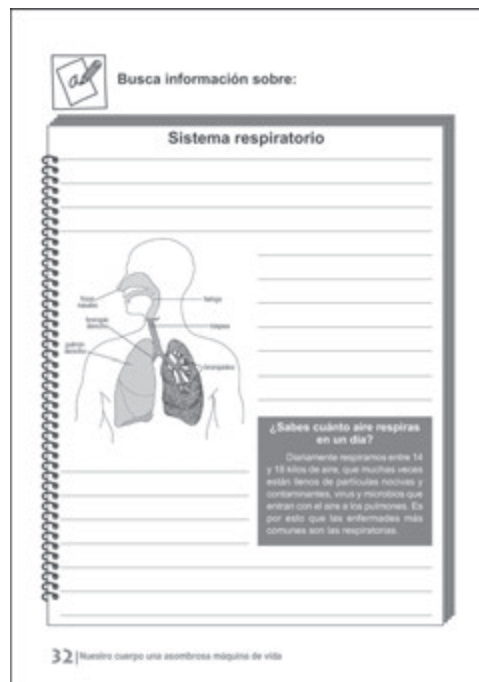 Busca información sobre:
Sistema respiratorio
fosas
nasales
faringe
bronquio
derecho
tráquea
pulmón
derecho
bronquiolos
¿Sabes cuánto aire respiras
en un día?
Diariamente respiramos entre 14
y 18 kilos de aire, que muchas veces
están llenos de partículas nocivas y
contaminantes, virus y microbios que
entran con el aire a los pulmones. Es
por esto que las enfermades más
comunes son las respiratorias.
32 | Nuestro cuerpo una asombrosa máquina de vida